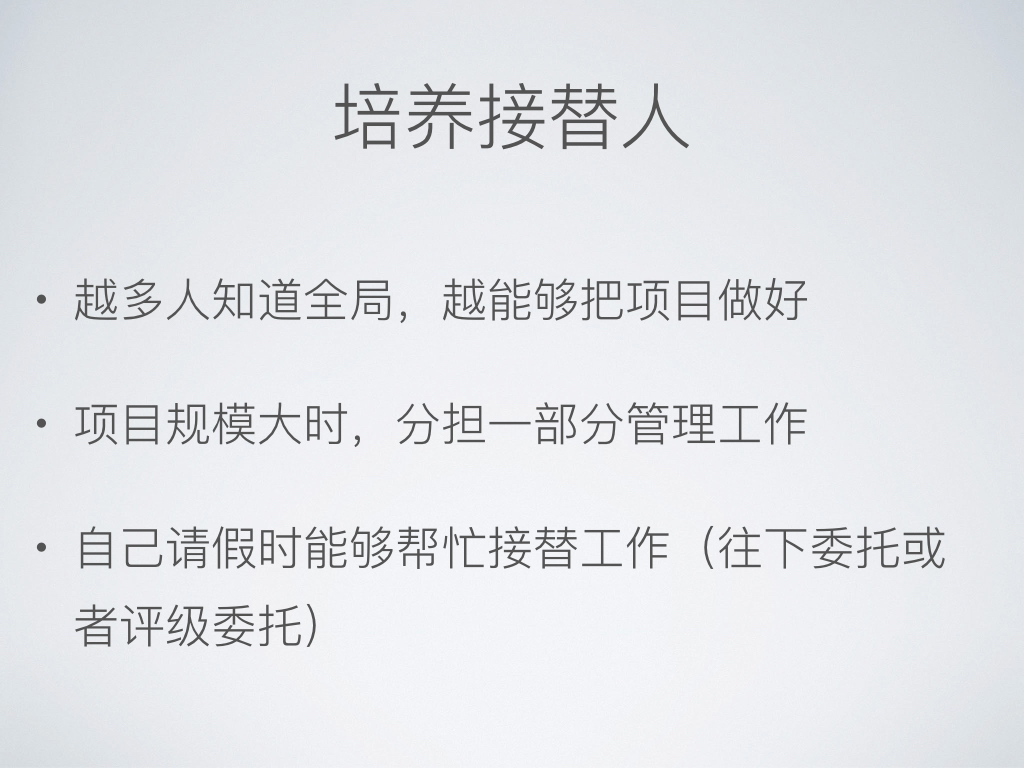 培养接替人
• 越多人知道全局，越能够把项目做好
• 项目规模大时，分担一部分管理工作
• 自己请假时能够帮忙接替工作（往下委托或
者评级委托）